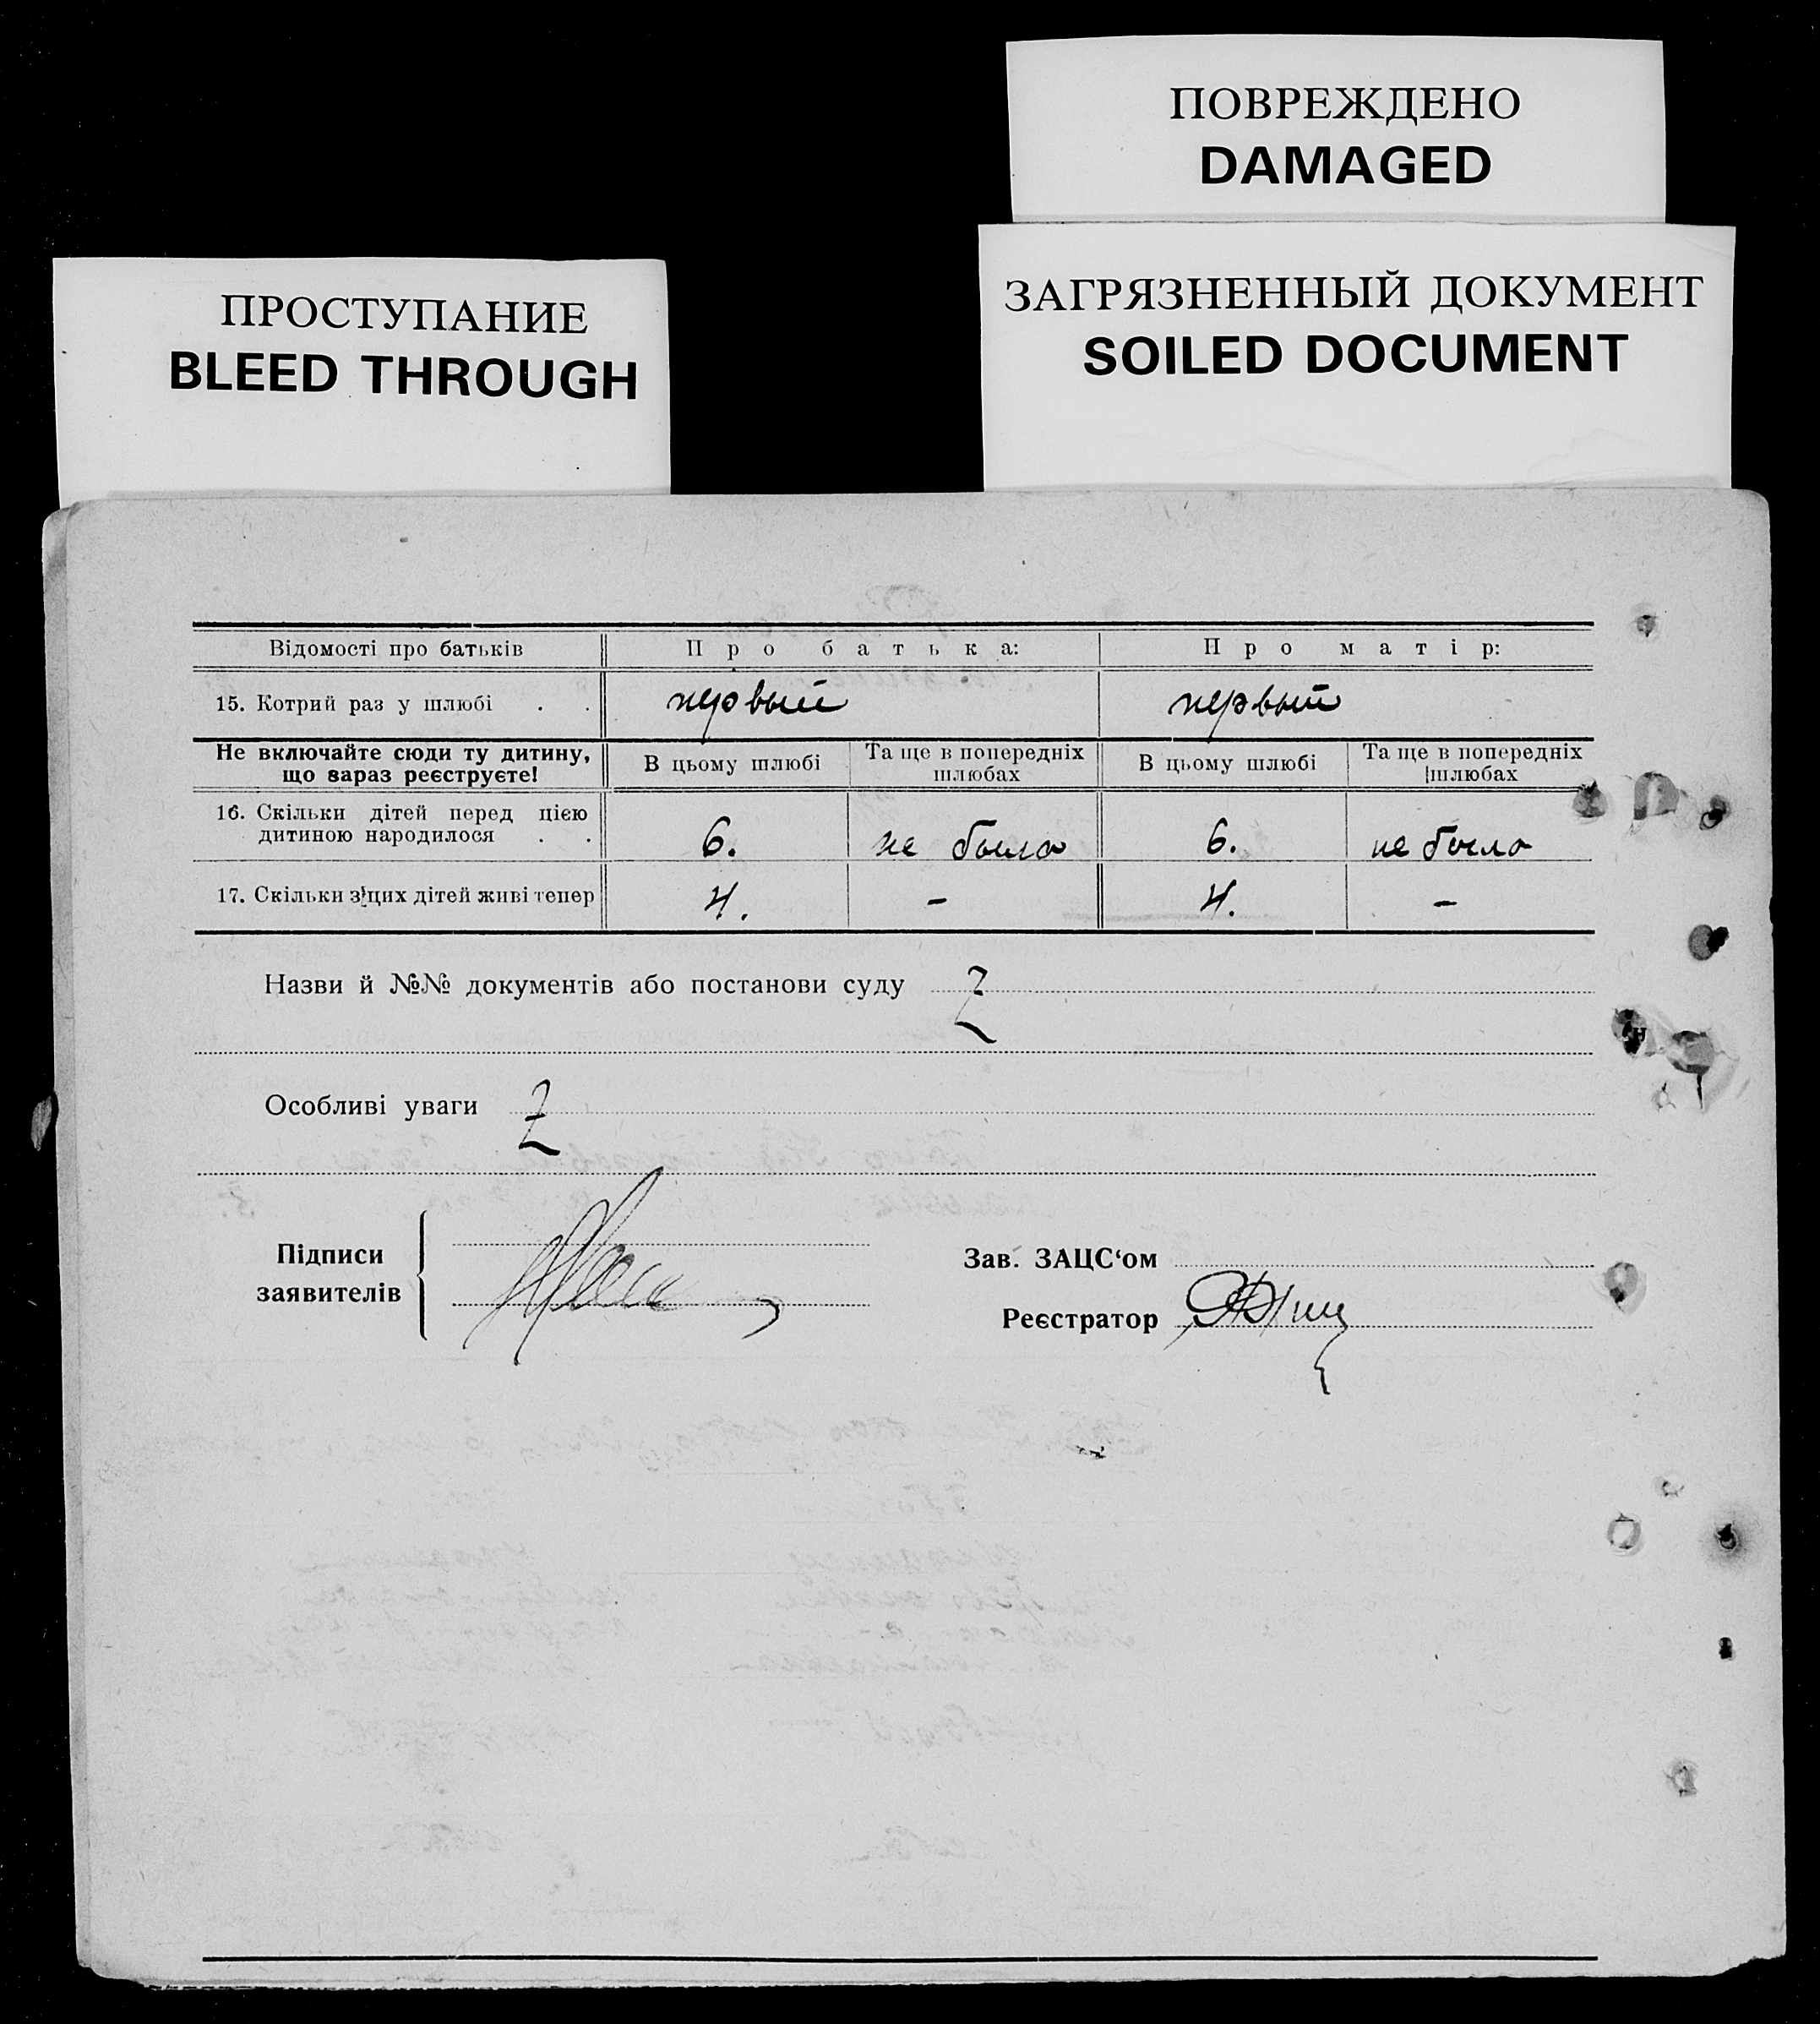 ПОВРЕЖДЕНО
DAMAGED
ЗАГРЯЗНЕННЫЙ ДОКУМЕНТ
SOILED DOCUMENT
ПРОСТУПАНИЕ
BLEED THROUGH
Відомості про батьків Про батька: Про матір:
15. Котрий раз у шлюбі . . первый первый
Не включайте сюди ту дитину, що зараз реєструєте! В цьому шлюбі Та ще в попередніх шлюбах В цьому шлюбі Та ще в попередніх шлюбах
16. Скільки дітей перед цією
дитиною народилося . . 6. не было 6. не было
17. Скільки з цих дітей живі тепер 4. - 4. -
Назви й №№ документів або постанови суду Z
Особливі уваги Z
Підписи
заявителів
Зав. ЗАЦС‘ом
Реєстратор